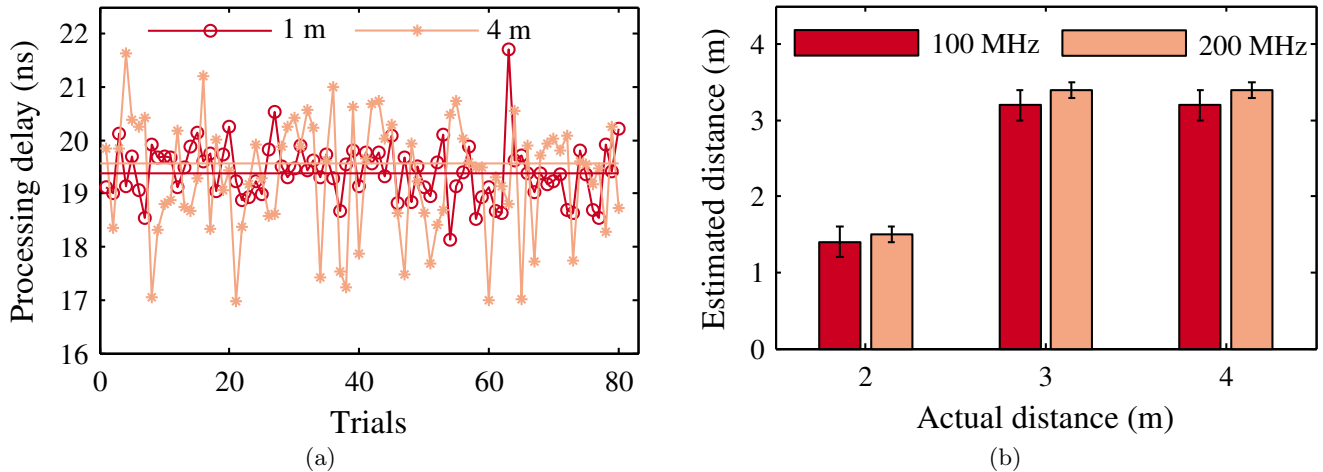 1 m
4 m
Processing delay (ns)
22
21
20
19
18
17
16
0
20
40
60
80
Trials
(a)
100 MHz
200 MHz
Estimated distance (m)
4
3
2
1
0
2
3
4
Actual distance (m)
(b)